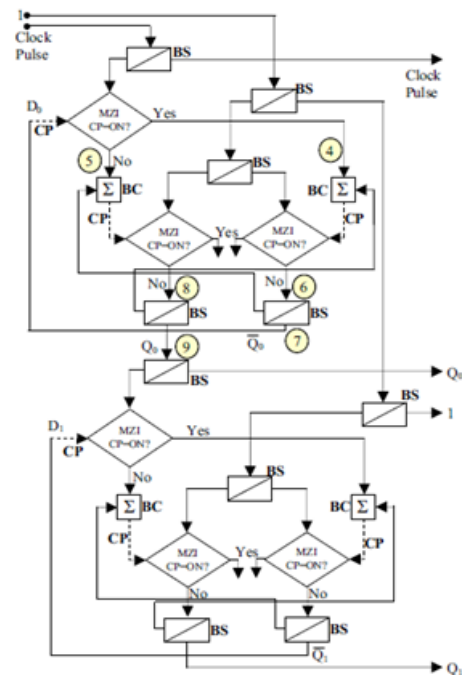 1
Clock
Pulse
BS
Clock
Pulse
BS
D₀
CP
MZI
CP=ON?
Yes
5
No
4
BS
Σ
BC
BC
Σ
CP
CP
MZI
CP=ON?
Yes
MZI
CP=ON?
No
8
No
6
BS
BS
Q₀
9
Q̅₀
7
BS
Q₀
BS
1
D₁
CP
MZI
CP=ON?
Yes
No
BS
Σ
BC
BC
Σ
CP
CP
MZI
CP=ON?
Yes
MZI
CP=ON?
No
No
BS
BS
Q̅₁
Q₁